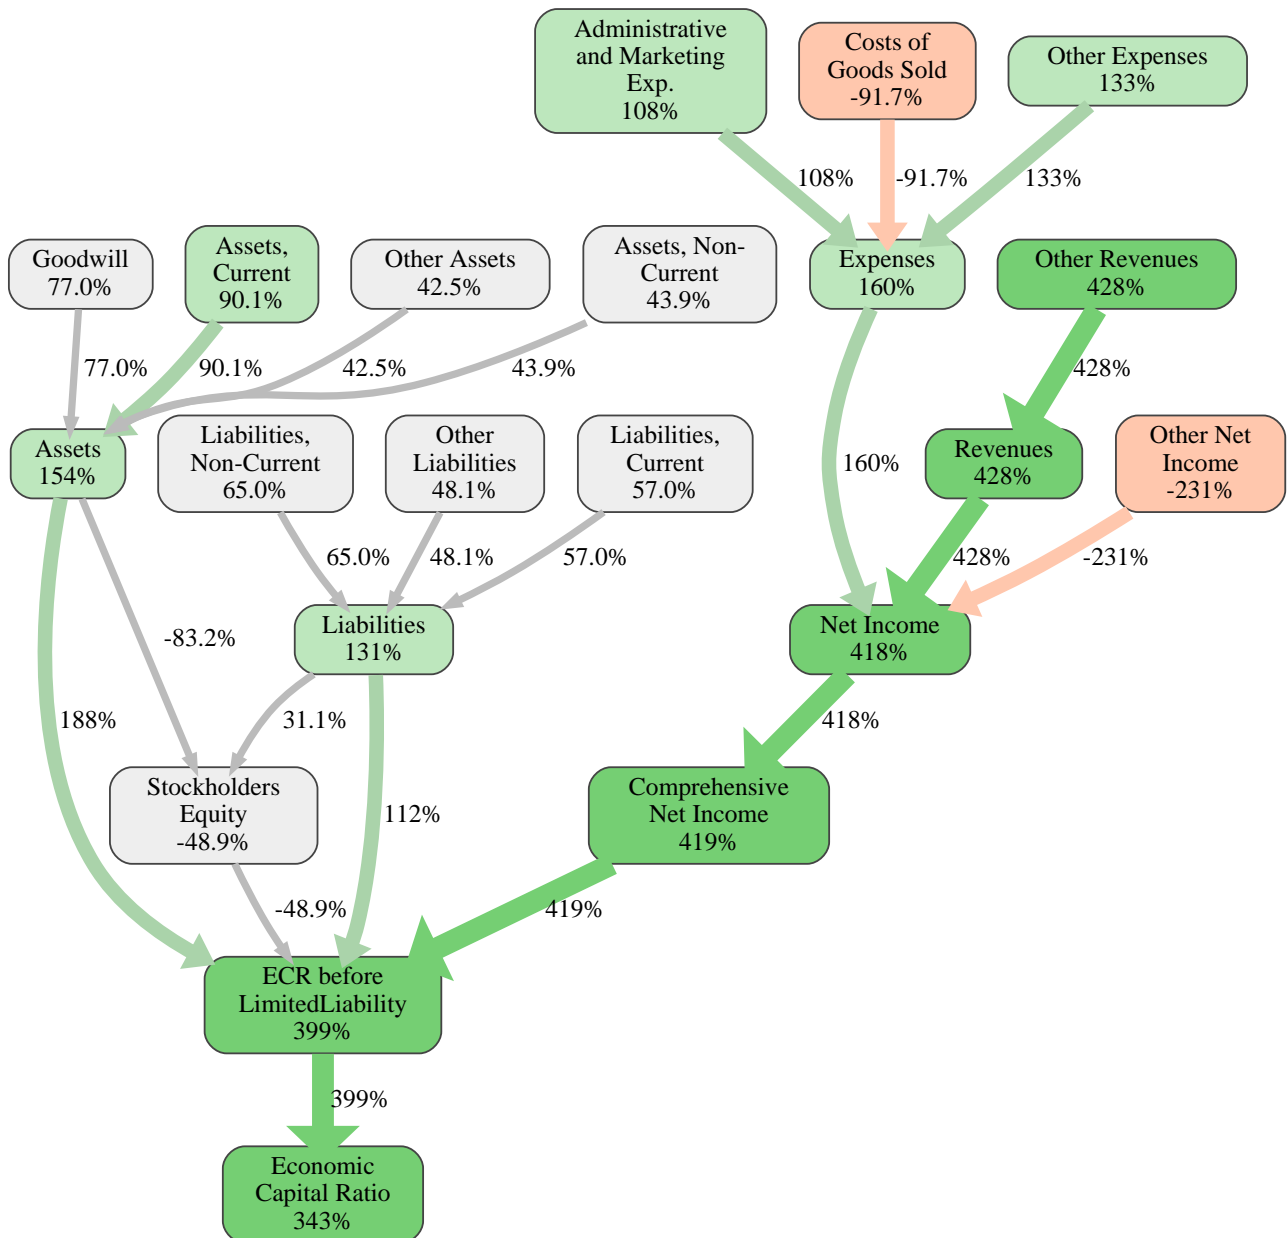 Administrative
and Marketing
Exp.
108%
Costs of
Goods Sold
-91.7%
Other Expenses
133%
108%
-91.7%
133%
Goodwill
77.0%
Assets,
Current
90.1%
Other Assets
42.5%
Assets, Non-
Current
43.9%
Expenses
160%
Other Revenues
428%
77.0%
90.1%
42.5%
43.9%
428%
Assets
154%
Liabilities,
Non-Current
65.0%
Other
Liabilities
48.1%
Liabilities,
Current
57.0%
160%
Revenues
428%
Other Net
Income
-231%
65.0%
48.1%
57.0%
428%
-231%
-83.2%
Liabilities
131%
Net Income
418%
188%
31.1%
418%
Stockholders
Equity
-48.9%
112%
Comprehensive
Net Income
419%
-48.9%
419%
ECR before
LimitedLiability
399%
399%
Economic
Capital Ratio
343%